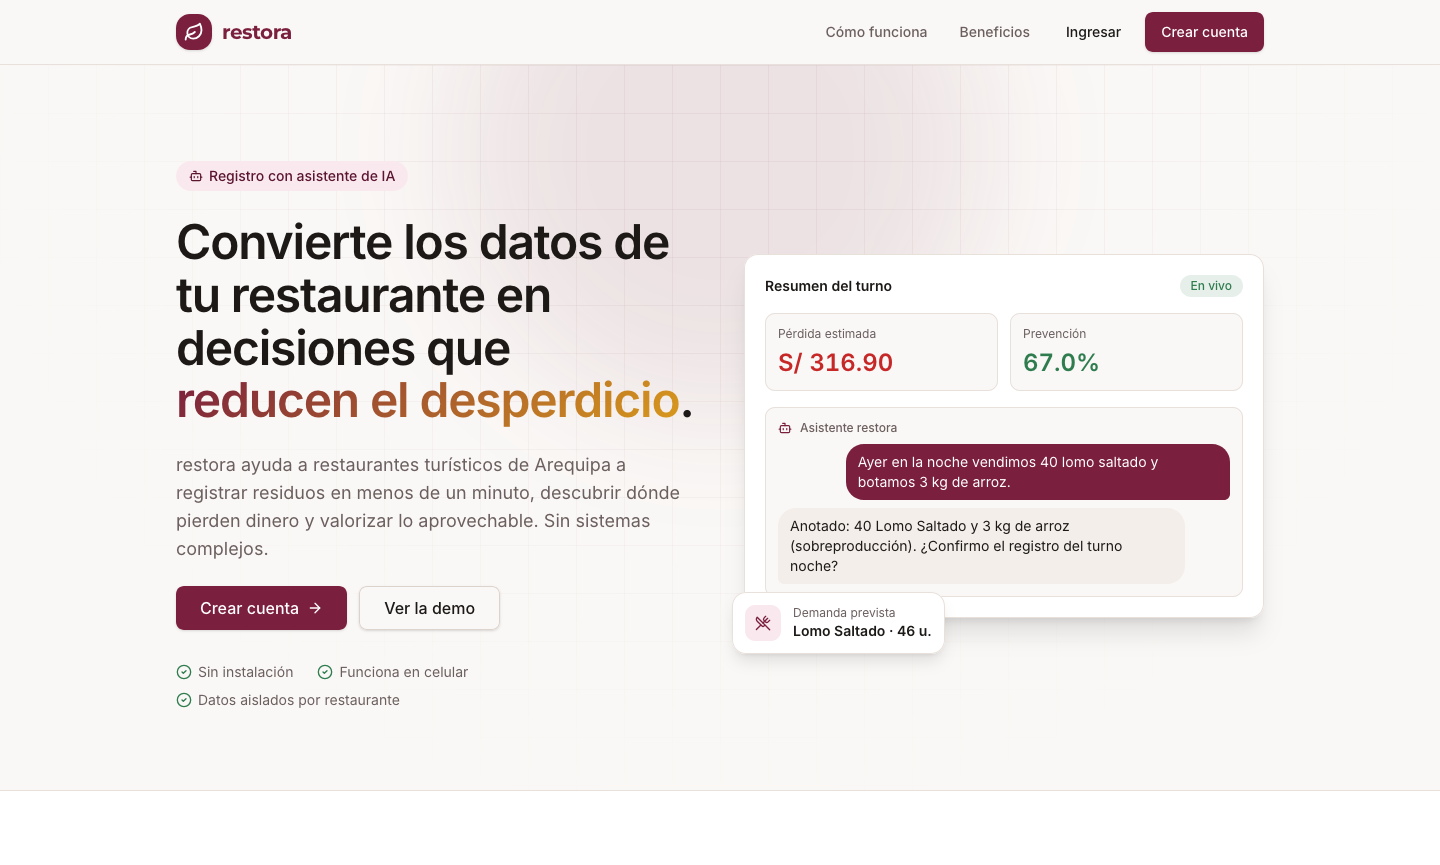 restora
Cómo funciona
Beneficios
Ingresar
Crear cuenta
Registro con asistente de IA
Convierte los datos de
tu restaurante en
decisiones que
reducen el desperdicio.
restora ayuda a restaurantes turísticos de Arequipa a
registrar residuos en menos de un minuto, descubrir dónde
pierden dinero y valorizar lo aprovechable. Sin sistemas
complejos.
Crear cuenta
Ver la demo
Sin instalación
Funciona en celular
Datos aislados por restaurante
Resumen del turno
En vivo
Pérdida estimada
S/ 316.90
Prevención
67.0%
Asistente restora
Ayer en la noche vendimos 40 lomo saltado y
botamos 3 kg de arroz.
Anotado: 40 Lomo Saltado y 3 kg de arroz
(sobreproducción). ¿Confirmo el registro del turno
noche?
Demanda prevista
Lomo Saltado · 46 u.